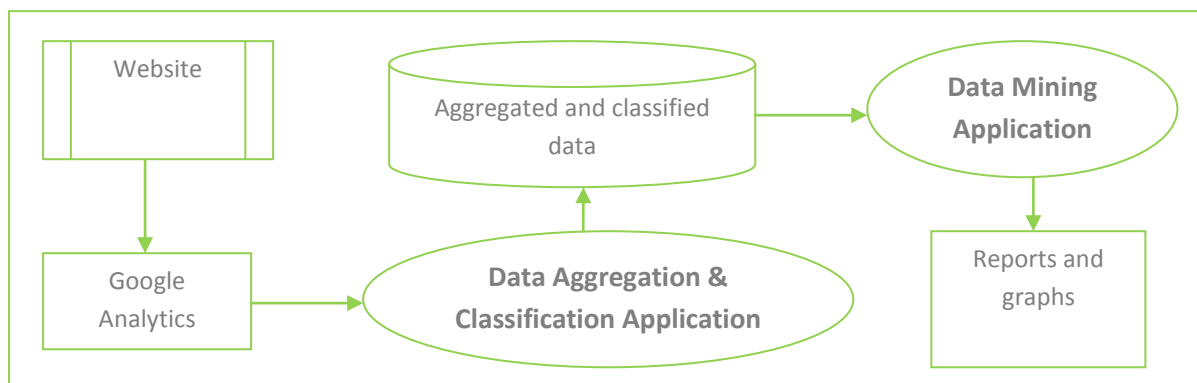 Website
Google
Analytics
Data Aggregation &
Classification Application
Aggregated and classified
data
Data Mining
Application
Reports and
graphs